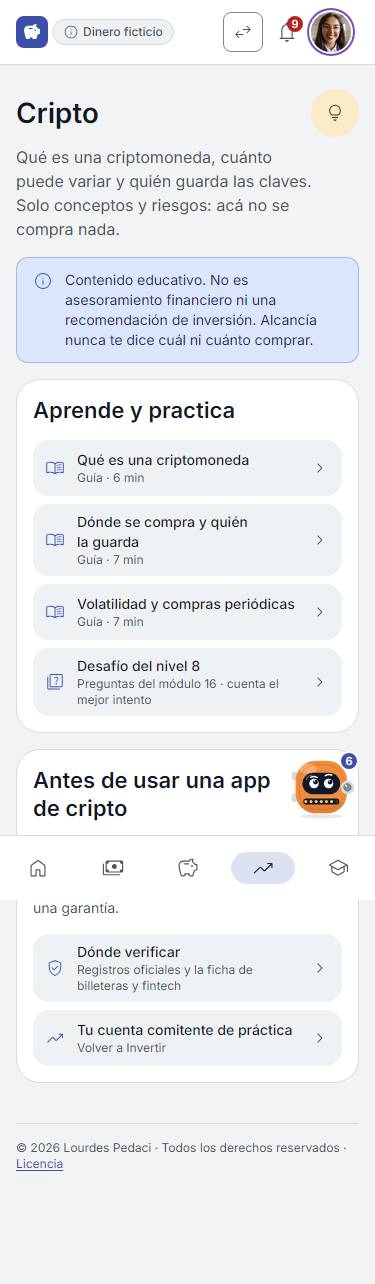 Dinero ficticio
9
Cripto
Qué es una criptomoneda, cuánto
puede variar y quién guarda las claves.
Solo conceptos y riesgos: acá no se
compra nada.
Contenido educativo. No es
asesoramiento financiero ni una
recomendación de inversión. Alcancía
nunca te dice cuál ni cuánto comprar.
Aprende y practica
Qué es una criptomoneda
Guía · 6 min
Dónde se compra y quién
la guarda
Guía · 7 min
Volatilidad y compras periódicas
Guía · 7 min
Desafío del nivel 8
Preguntas del módulo 16 · cuenta el
mejor intento
6
Antes de usar una app
de cripto
una garantía.
Dónde verificar
Registros oficiales y la ficha de
billeteras y fintech
Tu cuenta comitente de práctica
Volver a Invertir
© 2026 Lourdes Pedaci · Todos los derechos reservados ·
Licencia